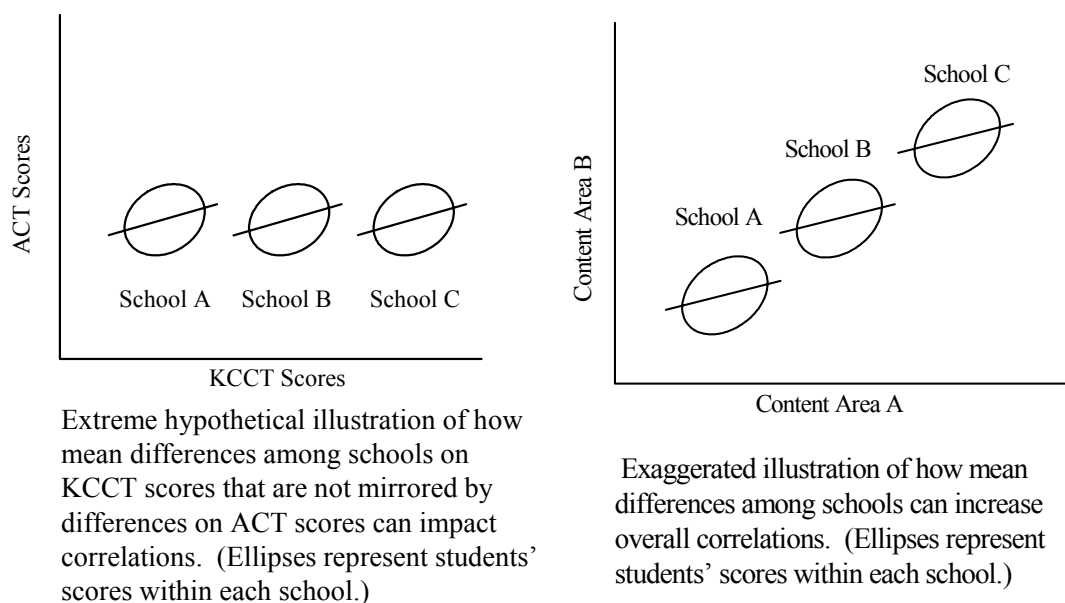 ACT Scores
School A
School B
School C
KCCT Scores
Extreme hypothetical illustration of how
mean differences among schools on
KCCT scores that are not mirrored by
differences on ACT scores can impact
correlations. (Ellipses represent students’
scores within each school.)
School C
School B
School A
Content Area B
Content Area A
Exaggerated illustration of how mean
differences among schools can increase
overall correlations. (Ellipses represent
students’ scores within each school.)